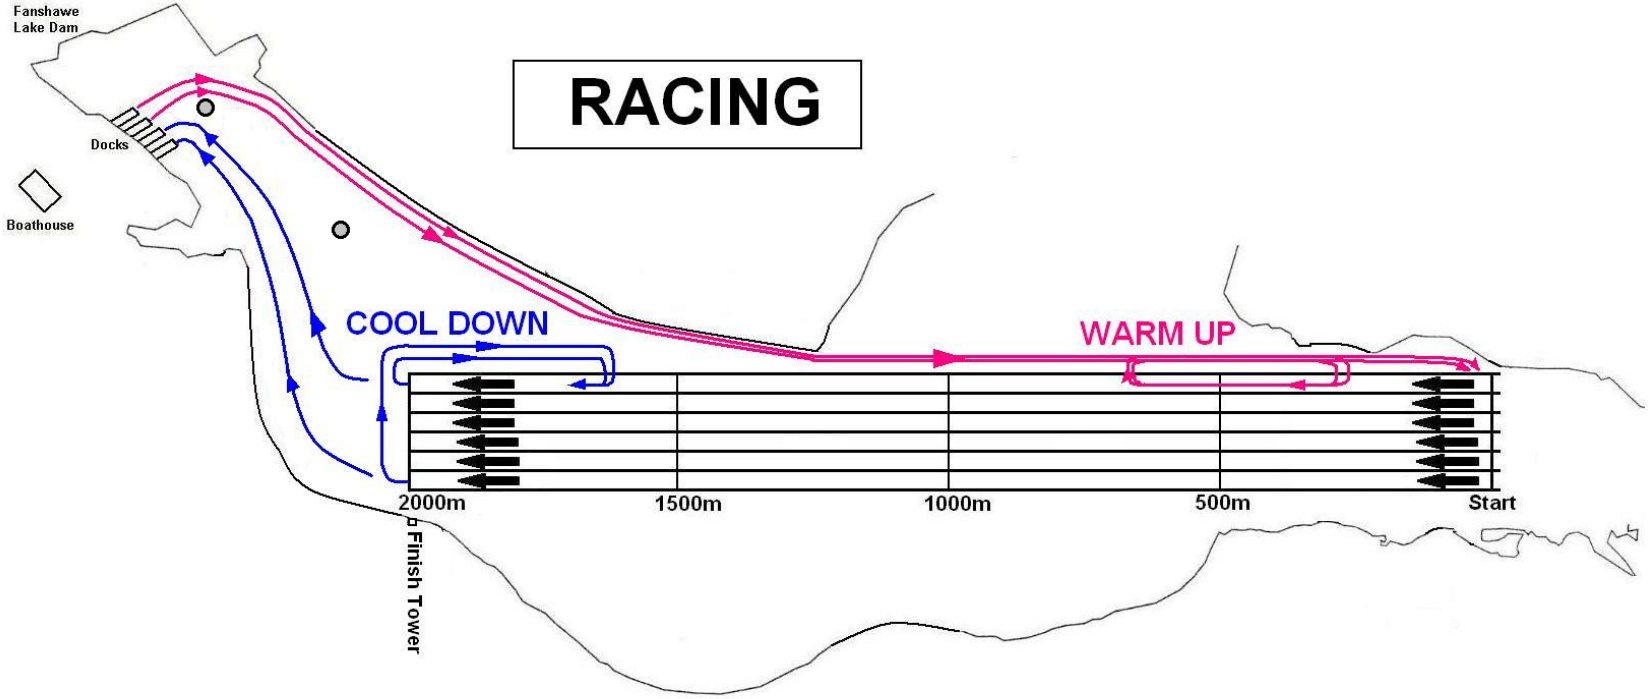 Fanshawe
Lake Dam
RACING
Docks
Boathouse
COOL DOWN
WARM UP
2000m
1500m
1000m
500m
Start
Finish Tower